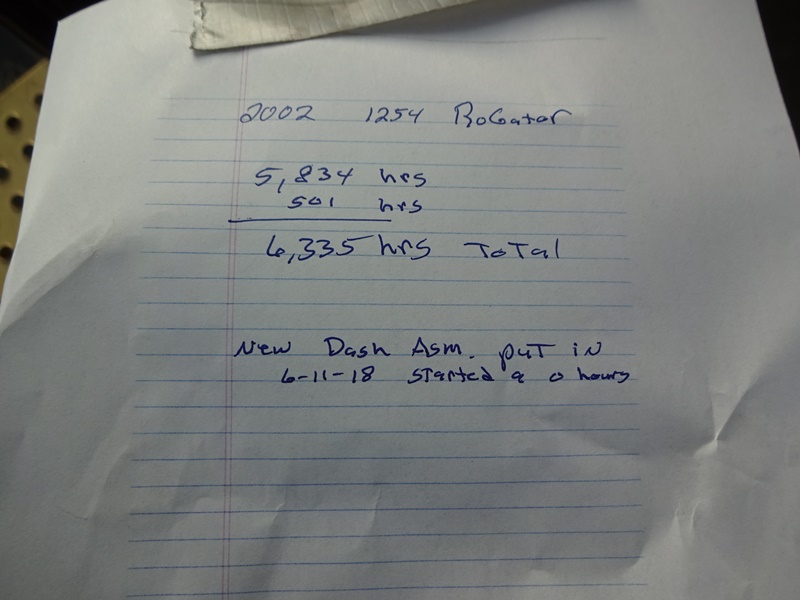 2002 1254 RoGator
5,834 hrs
501 hrs
6,335 hrs ToTal
New Dash Asm. puT iN
6-11-18 STarted a 0 hours